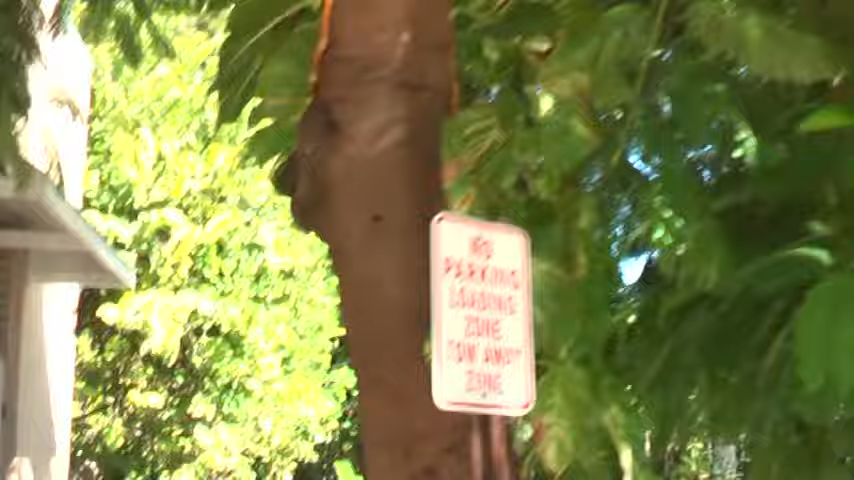 NO
PARKING
LOADING
ZONE
TOW AWAY
ZONE